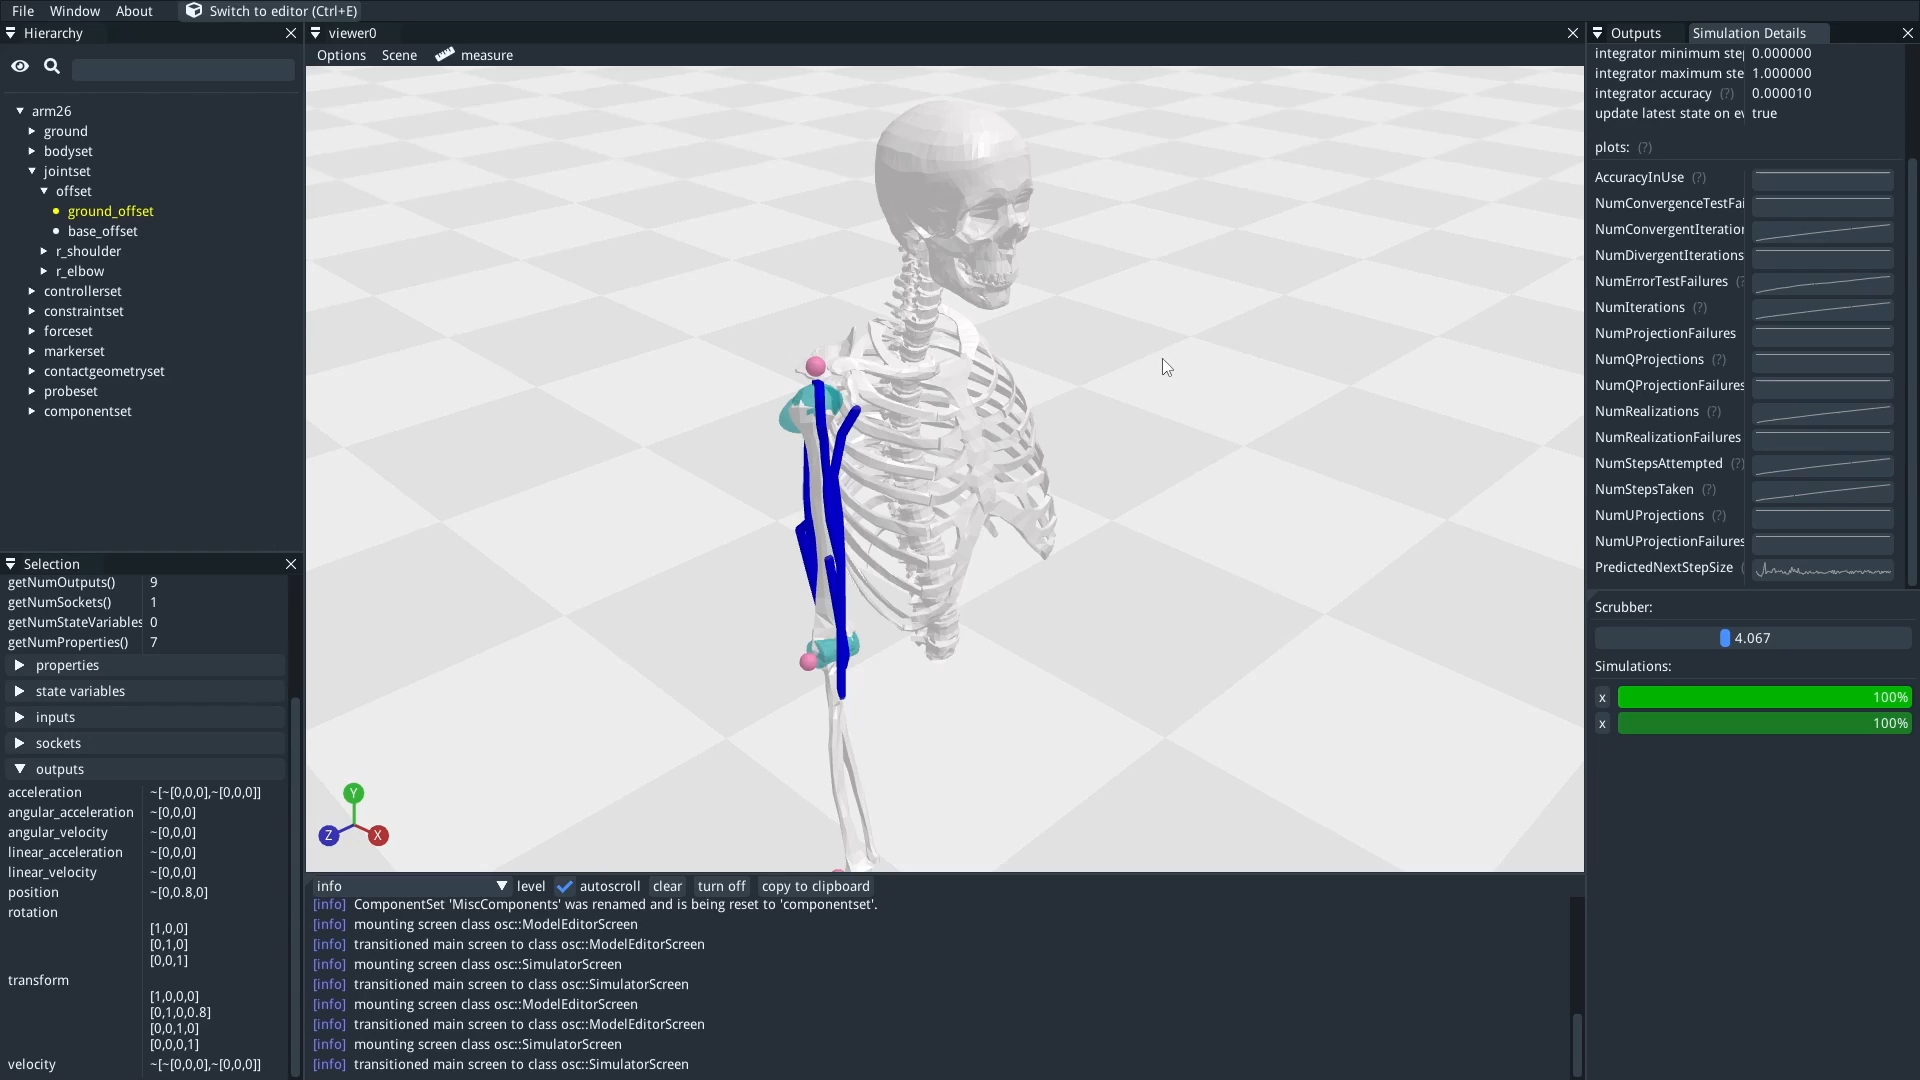 File Window About Switch to editor (Ctrl+E)
Hierarchy
arm26
ground
bodyset
jointset
offset
ground_offset
base_offset
r_shoulder
r_elbow
controllerset
constraintset
forceset
markerset
contactgeometryset
probeset
componentset
Selection
getNumOutputs() 9
getNumSockets() 1
getNumStateVariables 0
getNumProperties() 7
properties
state variables
inputs
sockets
outputs
acceleration ~[~[0,0,0],~[0,0,0]]
angular_acceleration ~[0,0,0]
angular_velocity ~[0,0,0]
linear_acceleration ~[0,0,0]
linear_velocity ~[0,0,0]
position ~[0,0.8,0]
rotation
[1,0,0]
[0,1,0]
[0,0,1]
transform
[1,0,0,0]
[0,1,0,0.8]
[0,0,1,0]
[0,0,0,1]
velocity ~[~[0,0,0],~[0,0,0]]
viewer0
Options Scene measure
Y
Z X
info level autoscroll clear turn off copy to clipboard
[info] ComponentSet 'MiscComponents' was renamed and is being reset to 'componentset'.
[info] mounting screen class osc::ModelEditorScreen
[info] transitioned main screen to class osc::ModelEditorScreen
[info] mounting screen class osc::SimulatorScreen
[info] transitioned main screen to class osc::SimulatorScreen
[info] mounting screen class osc::ModelEditorScreen
[info] transitioned main screen to class osc::ModelEditorScreen
[info] mounting screen class osc::SimulatorScreen
[info] transitioned main screen to class osc::SimulatorScreen
Outputs Simulation Details
integrator minimum step 0.000000
integrator maximum ste 1.000000
integrator accuracy (?) 0.000010
update latest state on ev true
plots: (?)
AccuracyInUse (?)
NumConvergenceTestFai
NumConvergentIteration
NumDivergentIterations
NumErrorTestFailures (?
NumIterations (?)
NumProjectionFailures
NumQProjections (?)
NumQProjectionFailures
NumRealizations (?)
NumRealizationFailures
NumStepsAttempted (?)
NumStepsTaken (?)
NumUProjections (?)
NumUProjectionFailures
PredictedNextStepSize (
Scrubber:
4.067
Simulations:
x 100%
x 100%